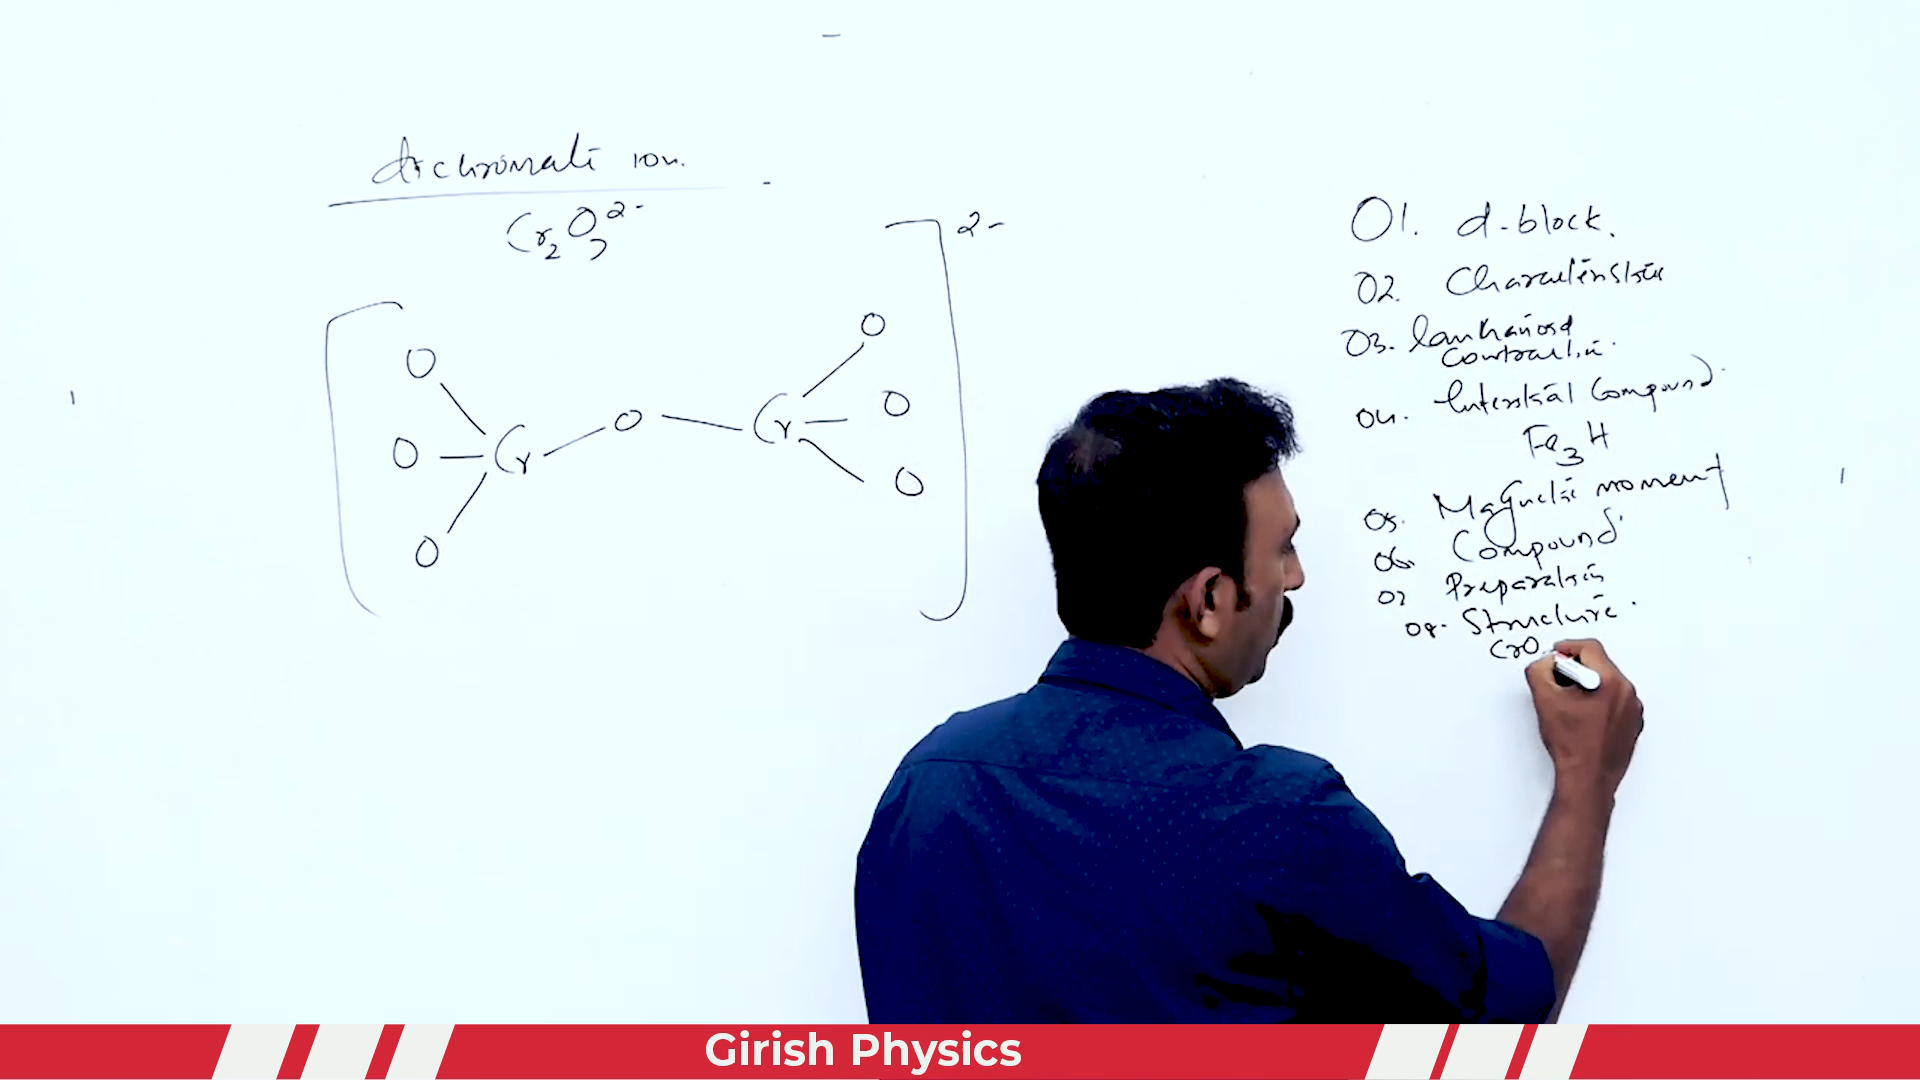 dichromate ion.
Cr2O7 2-
2-
O
O
O
Cr
O
Cr
O
O
O
01. d-block.
02. Characteristics
03. lanthanoid
contraction.
04. Interstitial Compound.
Fe3H
05. Magnetic moment
06. Compound.
07 Preparation
08. Structure.
CrO
Girish Physics